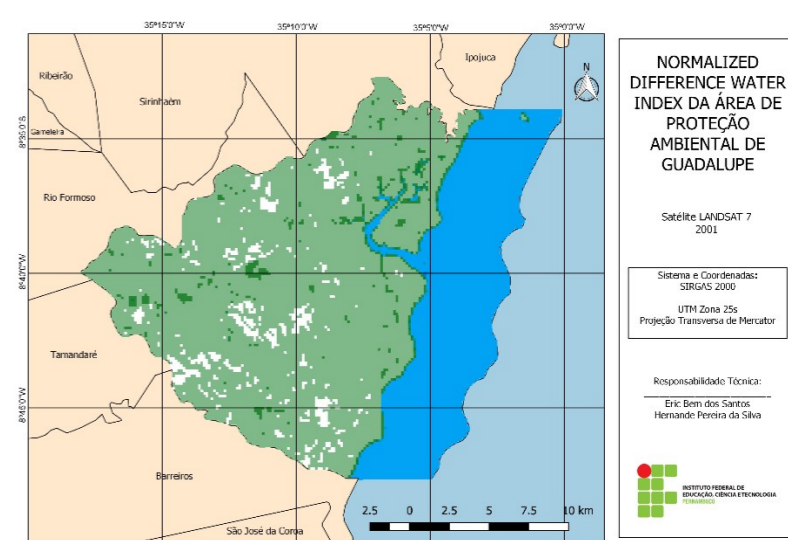 35°15'0"W 35°10'0"W 35°5'0"W 35°0'0"W
Ipojuca
N
Ribeirão
Sirinhaém
Gameleira
8°35'0"S
Rio Formoso
8°40'0"W
Tamandaré
8°45'0"W
Barreiros
São José da Coroa
2.5 0 2.5 5 7.5 10 km
NORMALIZED
DIFFERENCE WATER
INDEX DA ÁREA DE
PROTEÇÃO
AMBIENTAL DE
GUADALUPE
Satélite LANDSAT 7
2001
Sistema e Coordenadas:
SIRGAS 2000
UTM Zona 25s
Projeção Transversa de Mercator
Responsabilidade Técnica:
Eric Bem dos Santos
Hernande Pereira da Silva
INSTITUTO FEDERAL DE
EDUCAÇÃO, CIÊNCIA E TECNOLOGIA
PERNAMBUCO